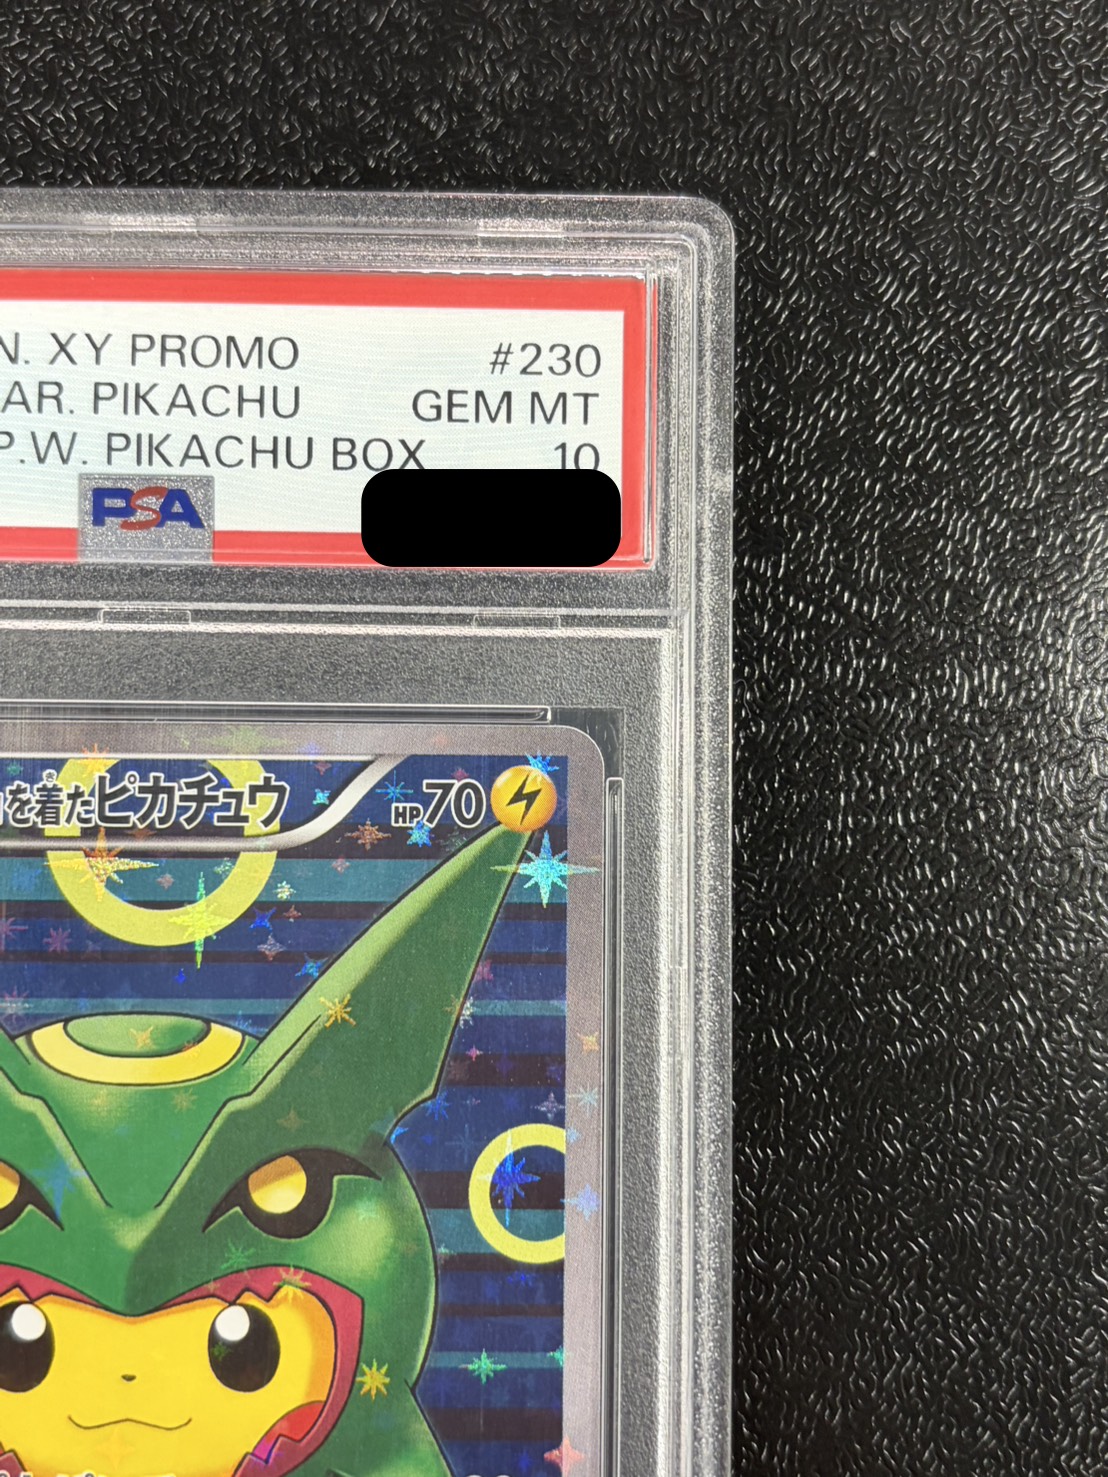 N. XY PROMO #230
AR. PIKACHU GEM MT
P.W. PIKACHU BOX 10
PSA
を着たピカチュウ HP70
き